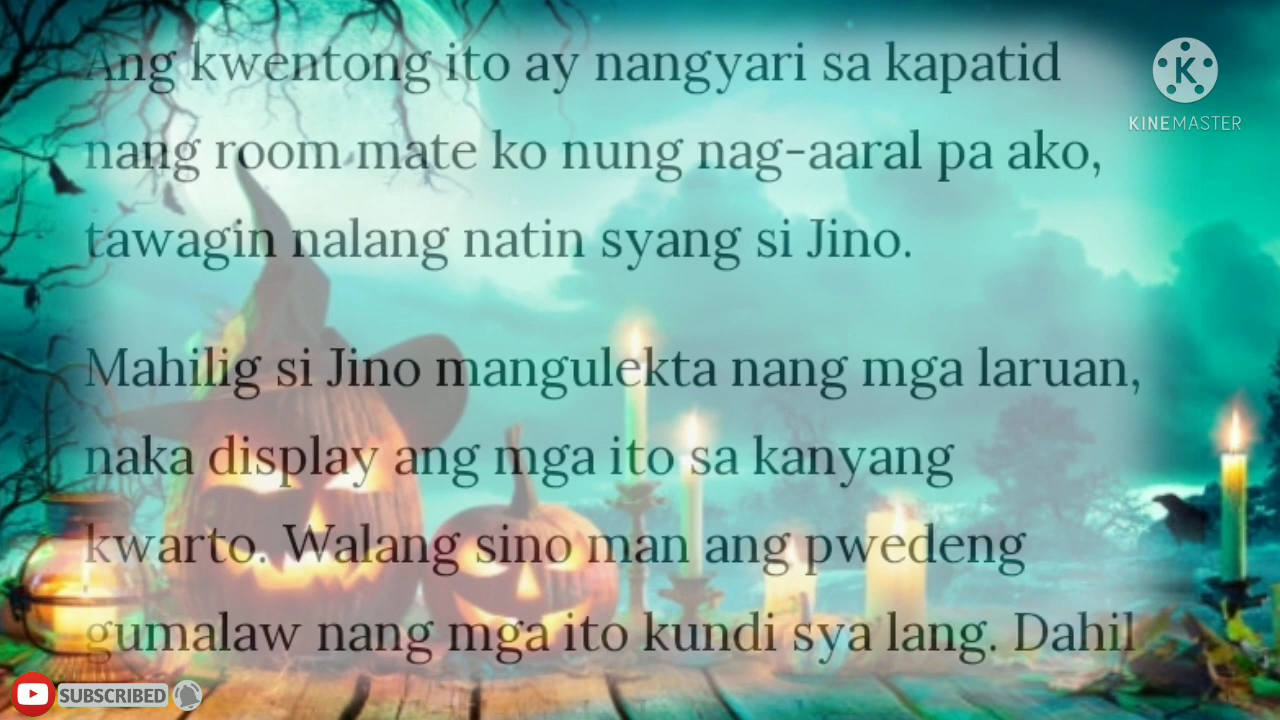 Ang kwentong ito ay nangyari sa kapatid
nang room mate ko nung nag-aaral pa ako,
tawagin nalang natin syang si Jino.
Mahilig si Jino mangulekta nang mga laruan,
naka display ang mga ito sa kanyang
kwarto. Walang sino man ang pwedeng
gumalaw nang mga ito kundi sya lang. Dahil
K
KINEMASTER
SUBSCRIBED